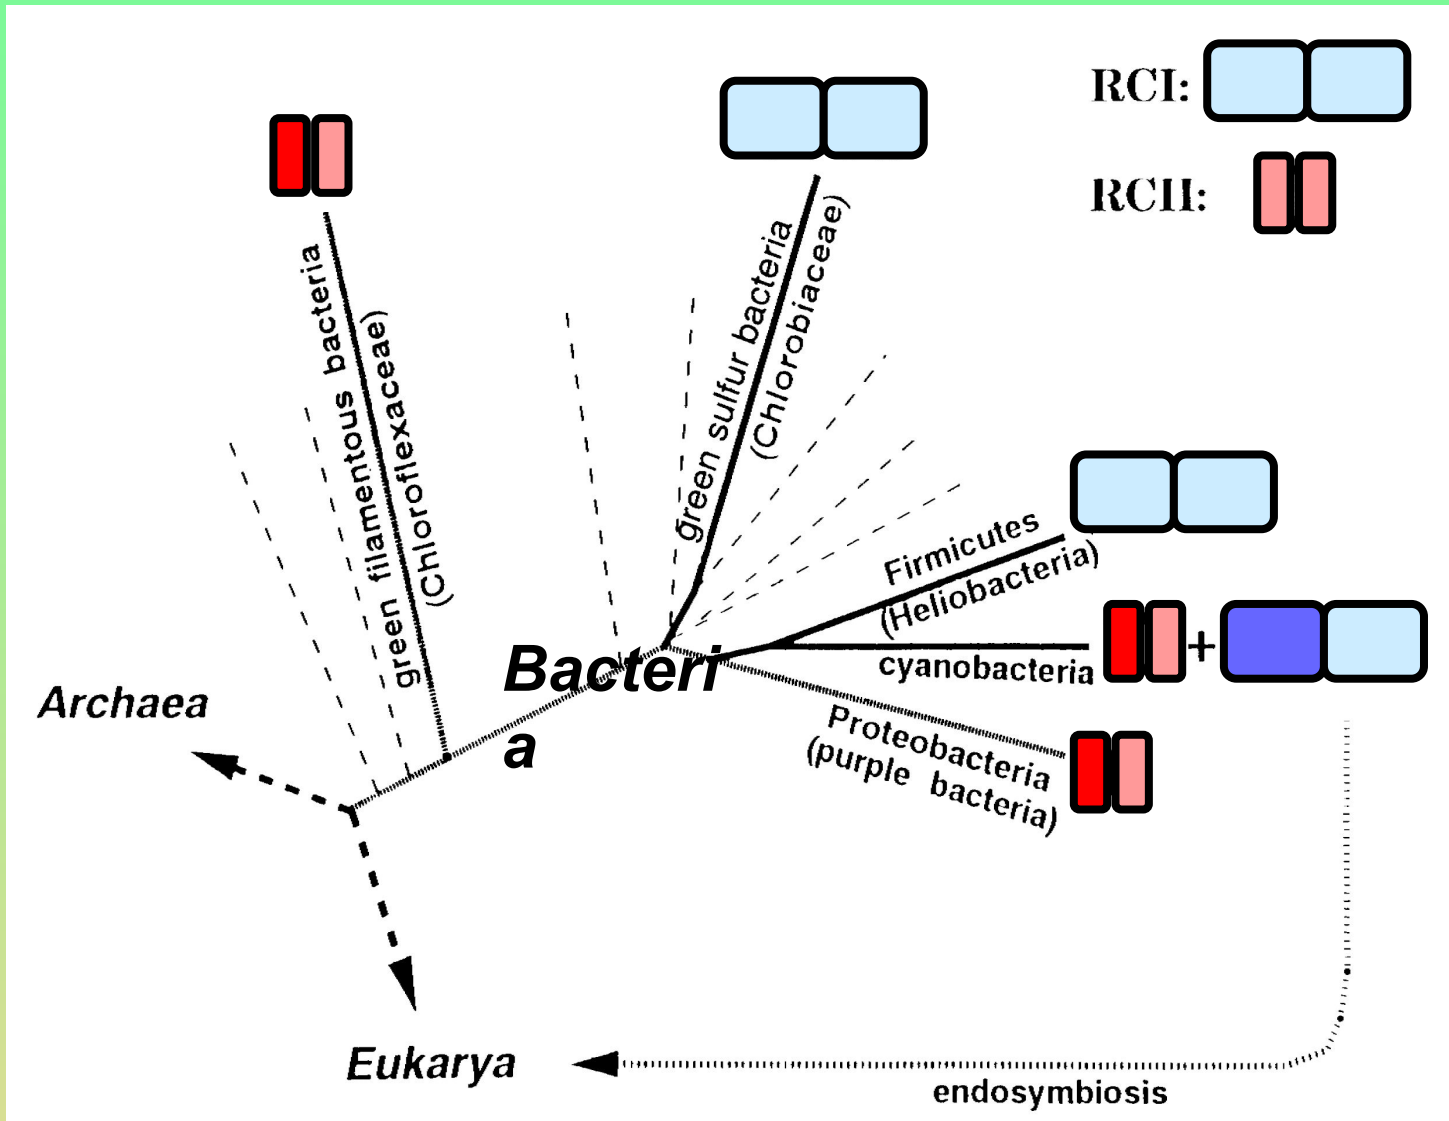 RCI:
RCII:
green filamentous bacteria
(Chloroflexaceae)
green sulfur bacteria
(Chlorobiaceae)
Firmicutes
(Heliobacteria)
+
cyanobacteria
Bacteri
a
Archaea
Proteobacteria
(purple bacteria)
Eukarya
endosymbiosis